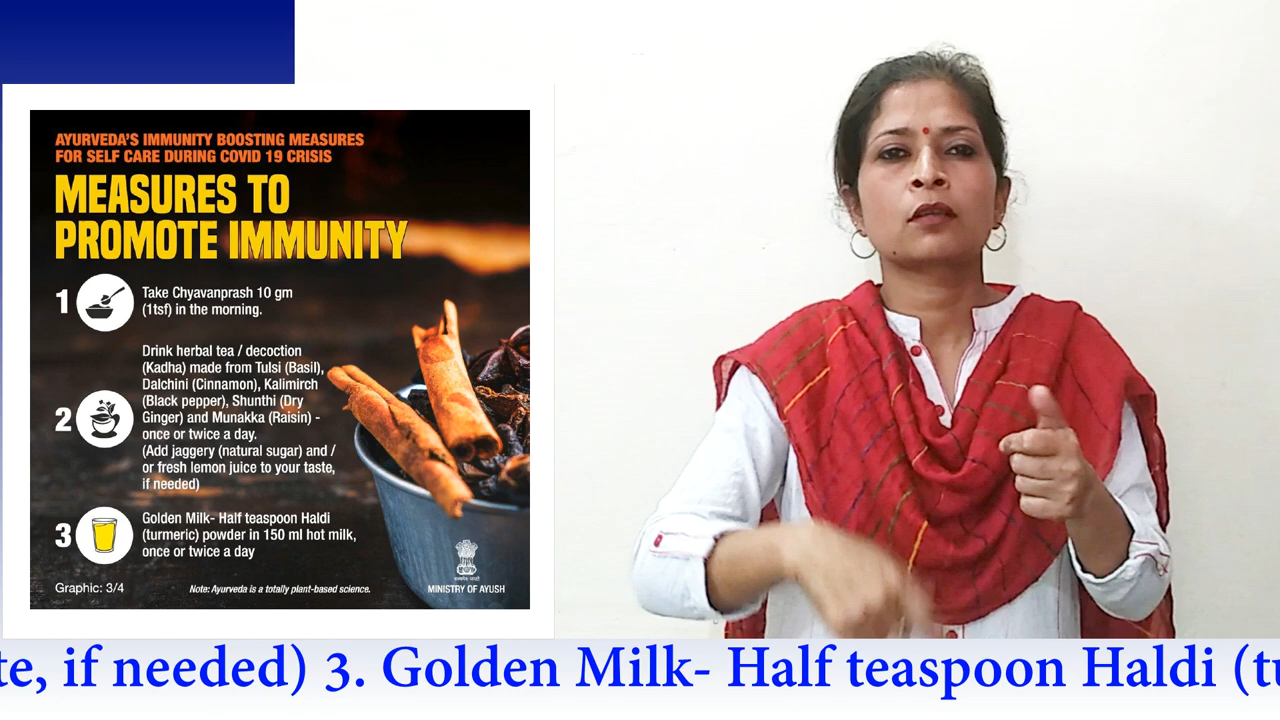 AYURVEDA'S IMMUNITY BOOSTING MEASURES
FOR SELF CARE DURING COVID 19 CRISIS
MEASURES TO
PROMOTE IMMUNITY
1
Take Chyavanprash 10 gm
(1tsf) in the morning.
2
Drink herbal tea / decoction
(Kadha) made from Tulsi (Basil),
Dalchini (Cinnamon), Kalimirch
(Black pepper), Shunthi (Dry
Ginger) and Munakka (Raisin) -
once or twice a day.
(Add jaggery (natural sugar) and /
or fresh lemon juice to your taste,
if needed)
3
Golden Milk- Half teaspoon Haldi
(turmeric) powder in 150 ml hot milk,
once or twice a day
Graphic: 3/4
Note: Ayurveda is a totally plant-based science.
MINISTRY OF AYUSH
te, if needed) 3. Golden Milk- Half teaspoon Haldi (tu